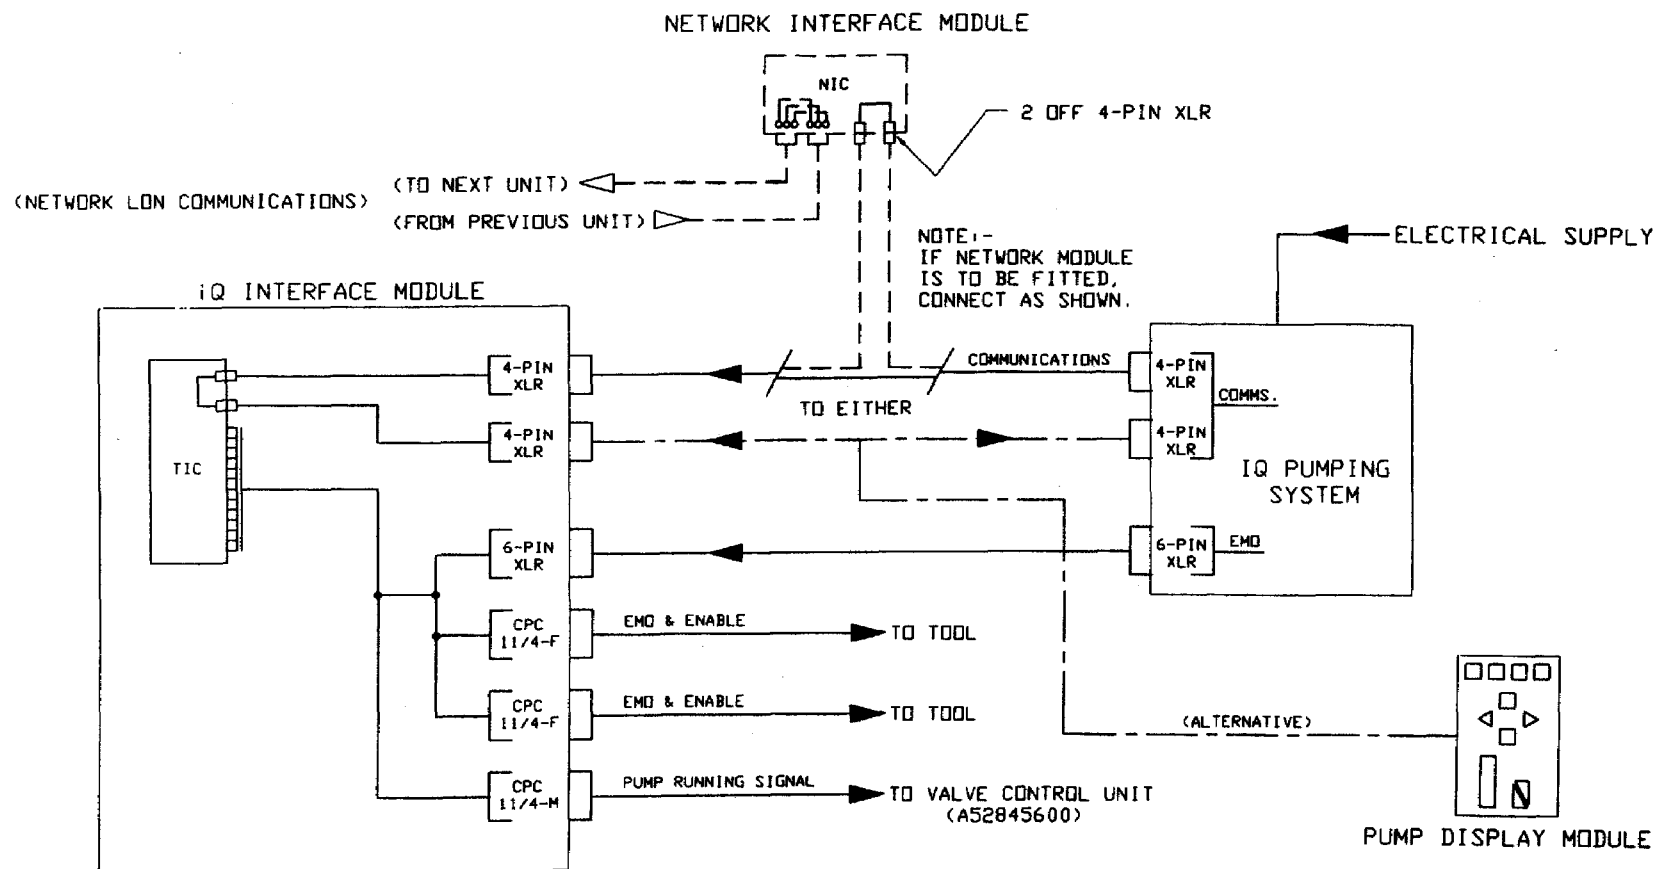 NETWORK INTERFACE MODULE
NIC
2 OFF 4-PIN XLR
(TO NEXT UNIT)
(NETWORK LON COMMUNICATIONS)
(FROM PREVIOUS UNIT)
NOTE:-
IF NETWORK MODULE
IS TO BE FITTED,
CONNECT AS SHOWN.
ELECTRICAL SUPPLY
iQ INTERFACE MODULE
4-PIN
XLR
COMMUNICATIONS
4-PIN
XLR
COMMS.
TO EITHER
4-PIN
XLR
4-PIN
XLR
TIC
IQ PUMPING
SYSTEM
6-PIN
XLR
6-PIN
XLR
EMO
CPC
11/4-F
EMO & ENABLE
TO TOOL
CPC
11/4-F
EMO & ENABLE
TO TOOL
(ALTERNATIVE)
CPC
11/4-M
PUMP RUNNING SIGNAL
TO VALVE CONTROL UNIT
(A52845600)
PUMP DISPLAY MODULE